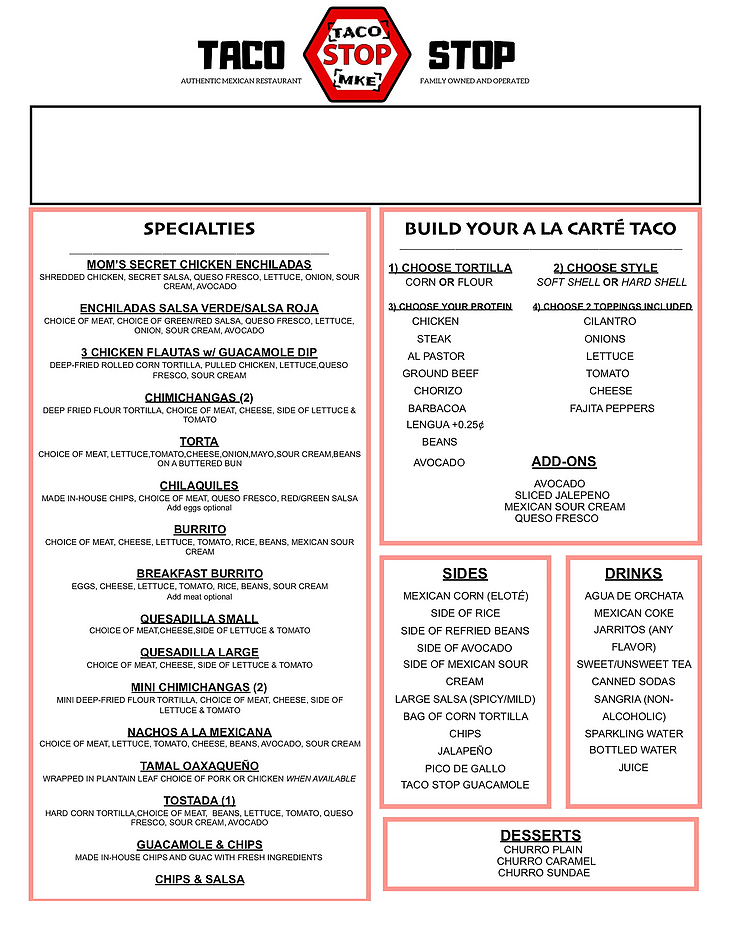 TACO
STOP
TACO
STOP
MKE
AUTHENTIC MEXICAN RESTAURANT
FAMILY OWNED AND OPERATED
SPECIALTIES
MOM'S SECRET CHICKEN ENCHILADAS
SHREDDED CHICKEN, SECRET SALSA, QUESO FRESCO, LETTUCE, ONION, SOUR
CREAM, AVOCADO
ENCHILADAS SALSA VERDE/SALSA ROJA
CHOICE OF MEAT, CHOICE OF GREEN/RED SALSA, QUESO FRESCO, LETTUCE,
ONION, SOUR CREAM, AVOCADO
3 CHICKEN FLAUTAS w/ GUACAMOLE DIP
DEEP-FRIED ROLLED CORN TORTILLA, PULLED CHICKEN, LETTUCE,QUESO
FRESCO, SOUR CREAM
CHIMICHANGAS (2)
DEEP FRIED FLOUR TORTILLA, CHOICE OF MEAT, CHEESE, SIDE OF LETTUCE &
TOMATO
TORTA
CHOICE OF MEAT, LETTUCE,TOMATO,CHEESE,ONION,MAYO,SOUR CREAM,BEANS
ON A BUTTERED BUN
CHILAQUILES
MADE IN-HOUSE CHIPS, CHOICE OF MEAT, QUESO FRESCO, RED/GREEN SALSA
Add eggs optional
BURRITO
CHOICE OF MEAT, CHEESE, LETTUCE, TOMATO, RICE, BEANS, MEXICAN SOUR
CREAM
BREAKFAST BURRITO
EGGS, CHEESE, LETTUCE, TOMATO, RICE, BEANS, SOUR CREAM
Add meat optional
QUESADILLA SMALL
CHOICE OF MEAT,CHEESE,SIDE OF LETTUCE & TOMATO
QUESADILLA LARGE
CHOICE OF MEAT, CHEESE, SIDE OF LETTUCE & TOMATO
MINI CHIMICHANGAS (2)
MINI DEEP-FRIED FLOUR TORTILLA, CHOICE OF MEAT, CHEESE, SIDE OF
LETTUCE & TOMATO
NACHOS A LA MEXICANA
CHOICE OF MEAT, LETTUCE, TOMATO, CHEESE, BEANS, AVOCADO, SOUR CREAM
TAMAL OAXAQUEÑO
WRAPPED IN PLANTAIN LEAF CHOICE OF PORK OR CHICKEN WHEN AVAILABLE
TOSTADA (1)
HARD CORN TORTILLA,CHOICE OF MEAT, BEANS, LETTUCE, TOMATO, QUESO
FRESCO, SOUR CREAM, AVOCADO
GUACAMOLE & CHIPS
MADE IN-HOUSE CHIPS AND GUAC WITH FRESH INGREDIENTS
CHIPS & SALSA
BUILD YOUR A LA CARTÉ TACO
1) CHOOSE TORTILLA
CORN OR FLOUR
2) CHOOSE STYLE
SOFT SHELL OR HARD SHELL
3) CHOOSE YOUR PROTEIN
CHICKEN
STEAK
AL PASTOR
GROUND BEEF
CHORIZO
BARBACOA
LENGUA +0.25¢
BEANS
AVOCADO
4) CHOOSE 2 TOPPINGS INCLUDED
CILANTRO
ONIONS
LETTUCE
TOMATO
CHEESE
FAJITA PEPPERS
ADD-ONS
AVOCADO
SLICED JALEPENO
MEXICAN SOUR CREAM
QUESO FRESCO
SIDES
MEXICAN CORN (ELOTÉ)
SIDE OF RICE
SIDE OF REFRIED BEANS
SIDE OF AVOCADO
SIDE OF MEXICAN SOUR
CREAM
LARGE SALSA (SPICY/MILD)
BAG OF CORN TORTILLA
CHIPS
JALAPEÑO
PICO DE GALLO
TACO STOP GUACAMOLE
DRINKS
AGUA DE ORCHATA
MEXICAN COKE
JARRITOS (ANY
FLAVOR)
SWEET/UNSWEET TEA
CANNED SODAS
SANGRIA (NON-
ALCOHOLIC)
SPARKLING WATER
BOTTLED WATER
JUICE
DESSERTS
CHURRO PLAIN
CHURRO CARAMEL
CHURRO SUNDAE